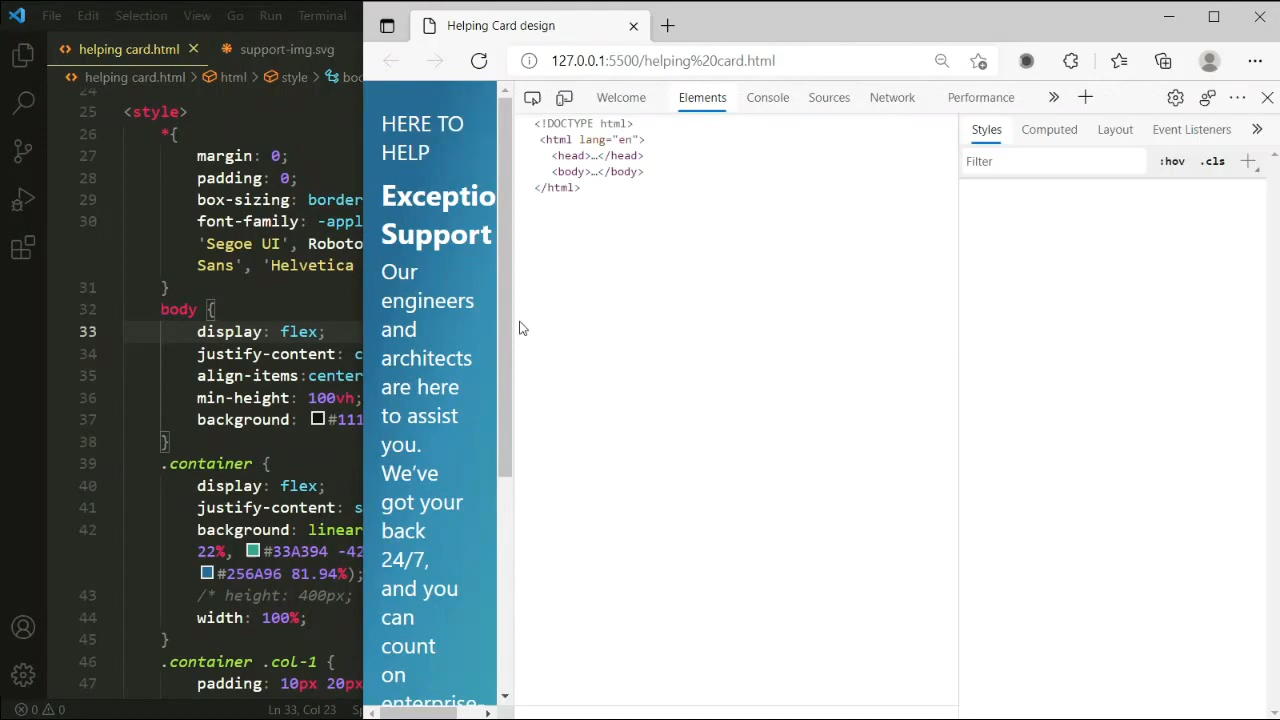 File Edit Selection View Go Run Terminal
helping card.html
support-img.svg
helping card.html > html > style >
24
25 <style>
26 *{
27 margin: 0;
28 padding: 0;
29 box-sizing: border
30 font-family: -appl
'Segoe UI', Roboto
Sans', 'Helvetica
31 }
32 body {
33 display: flex;
34 justify-content: c
35 align-items:center
36 min-height: 100vh;
37 background: #111
38 }
39 .container {
40 display: flex;
41 justify-content: s
42 background: linear
22%, #33A394 -42
#256A96 81.94%);
43 /* height: 400px;
44 width: 100%;
45 }
46 .container .col-1 {
47 padding: 10px 20px
0 0
Ln 33, Col 23
Helping Card design
127.0.0.1:5500/helping%20card.html
HERE TO
HELP
Exceptio
Support
Our
engineers
and
architects
are here
to assist
you.
We've
got your
back
24/7,
and you
can
count
on
enterprise-
Welcome Elements Console Sources Network Performance
<!DOCTYPE html>
<html lang="en">
<head>…</head>
<body>…</body>
</html>
Styles Computed Layout Event Listeners
Filter
:hov .cls